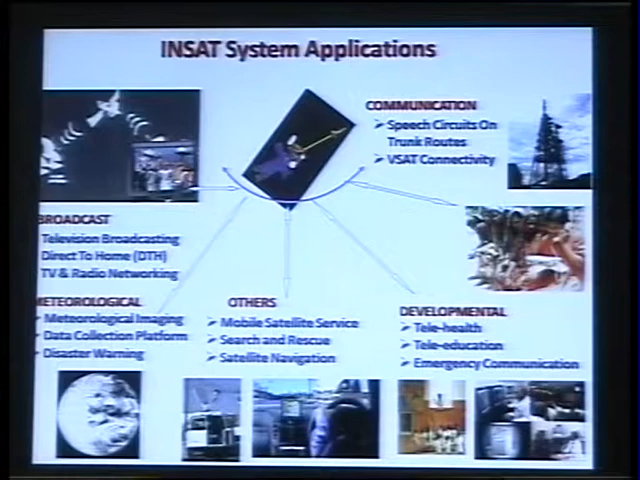 INSAT System Applications
COMMUNICATION
Speech Circuits On
Trunk Routes
VSAT Connectivity
BROADCAST
Television Broadcasting
Direct To Home (DTH)
TV & Radio Networking
METEOROLOGICAL
Meteorological Imaging
Data Collection Platform
Disaster Warning
OTHERS
Mobile Satellite Service
Search and Rescue
Satellite Navigation
DEVELOPMENTAL
Tele-health
Tele-education
Emergency Communication